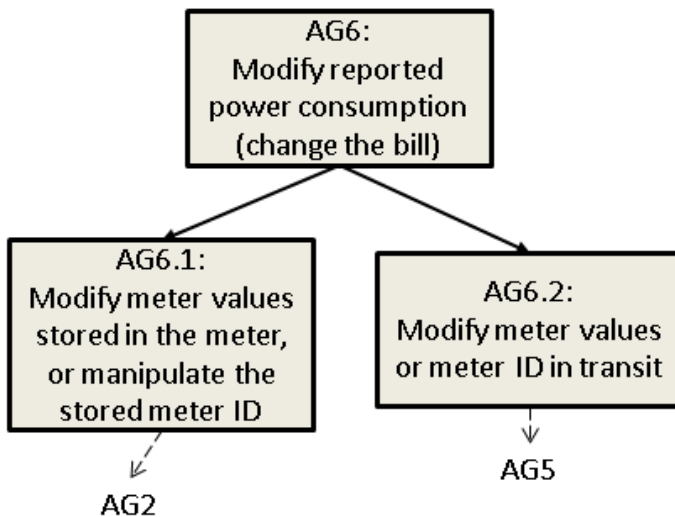 AG6:
Modify reported
power consumption
(change the bill)
AG6.1:
Modify meter values
stored in the meter,
or manipulate the
stored meter ID
AG6.2:
Modify meter values
or meter ID in transit
AG2
AG5